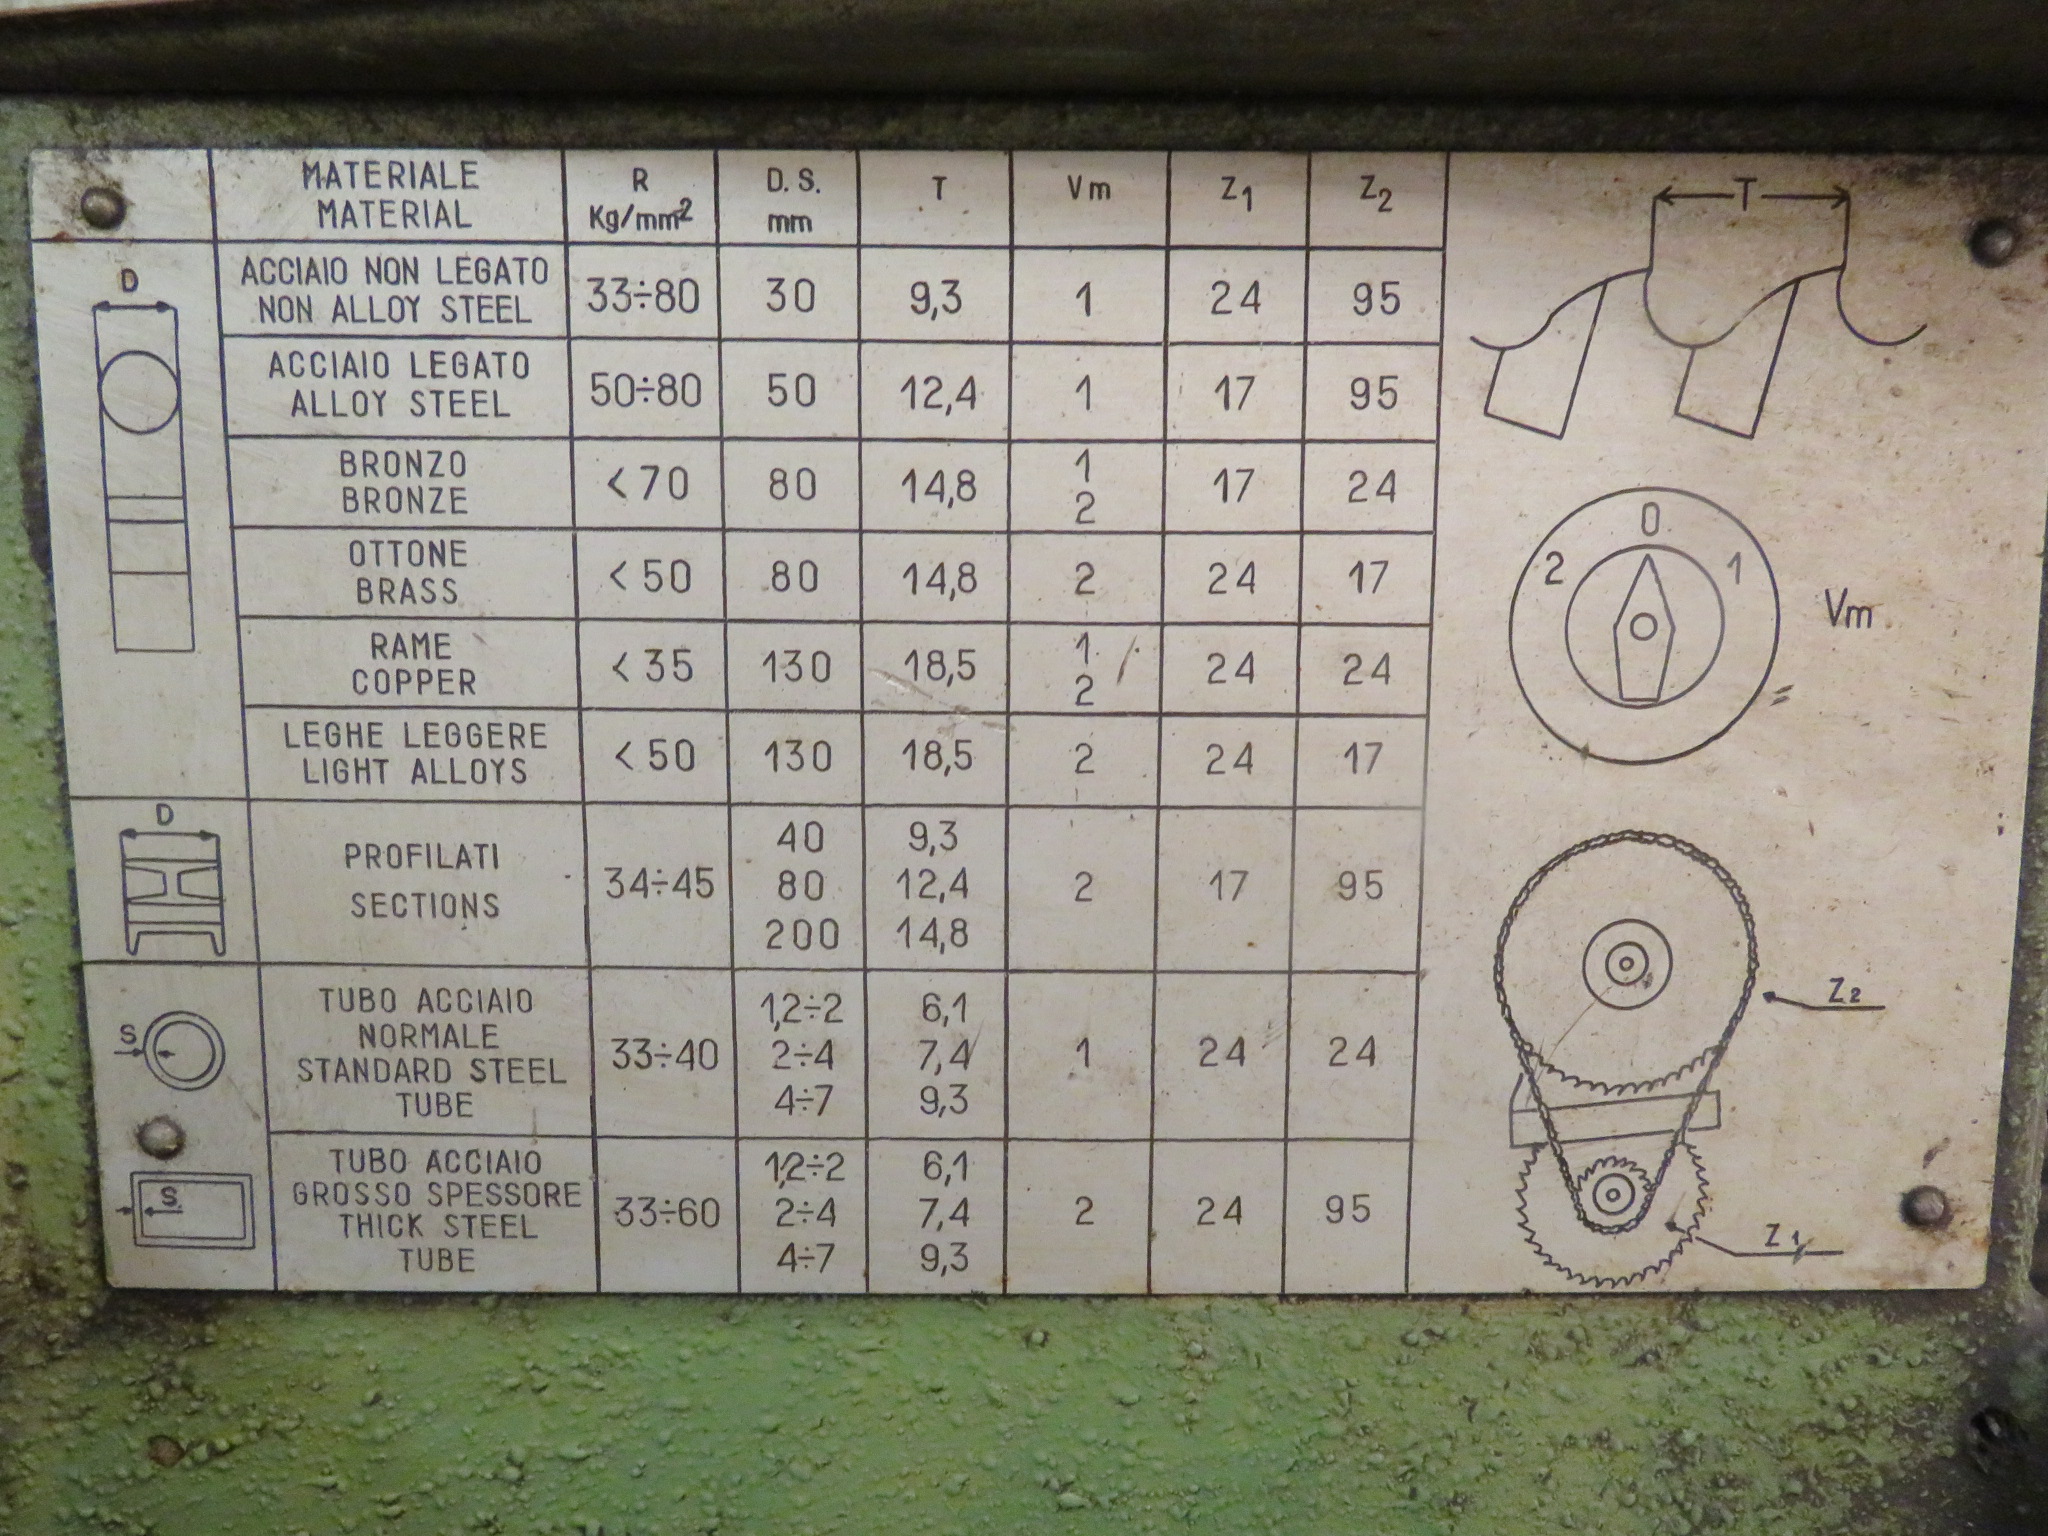 MATERIALE
MATERIAL
R
Kg/mm²
D. S.
mm
T
Vm
Z1
Z2
D
ACCIAIO NON LEGATO
NON ALLOY STEEL
33÷80
30
9,3
1
24
95
ACCIAIO LEGATO
ALLOY STEEL
50÷80
50
12,4
1
17
95
BRONZO
BRONZE
<70
80
14,8
1
2
17
24
OTTONE
BRASS
<50
80
14,8
2
24
17
RAME
COPPER
<35
130
18,5
1
2
24
24
LEGHE LEGGERE
LIGHT ALLOYS
<50
130
18,5
2
24
17
D
PROFILATI
SECTIONS
34÷45
40
80
200
9,3
12,4
14,8
2
17
95
S
TUBO ACCIAIO
NORMALE
STANDARD STEEL
TUBE
33÷40
1,2÷2
2÷4
4÷7
6,1
7,4
9,3
1
24
24
S
TUBO ACCIAIO
GROSSO SPESSORE
THICK STEEL
TUBE
33÷60
1,2÷2
2÷4
4÷7
6,1
7,4
9,3
2
24
95
T
0
2
1
Vm
Z2
Z1